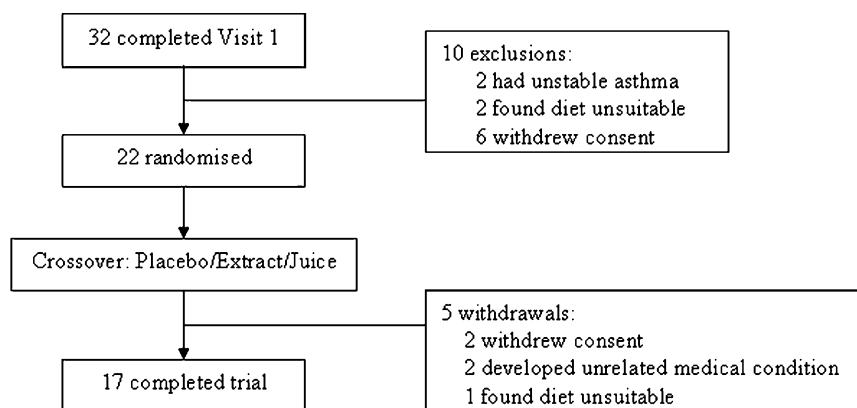 32 completed Visit 1
10 exclusions:
2 had unstable asthma
2 found diet unsuitable
6 withdrew consent
22 randomised
Crossover: Placebo/Extract/Juice
5 withdrawals:
2 withdrew consent
2 developed unrelated medical condition
1 found diet unsuitable
17 completed trial